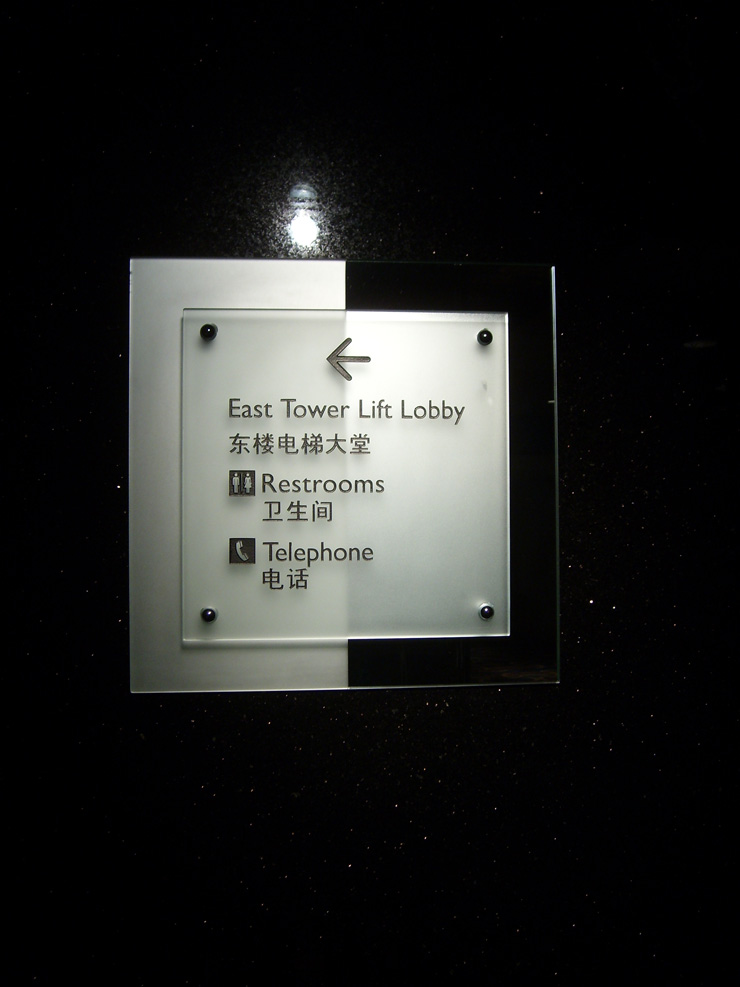 East Tower Lift Lobby
东楼电梯大堂
Restrooms
卫生间
Telephone
电话